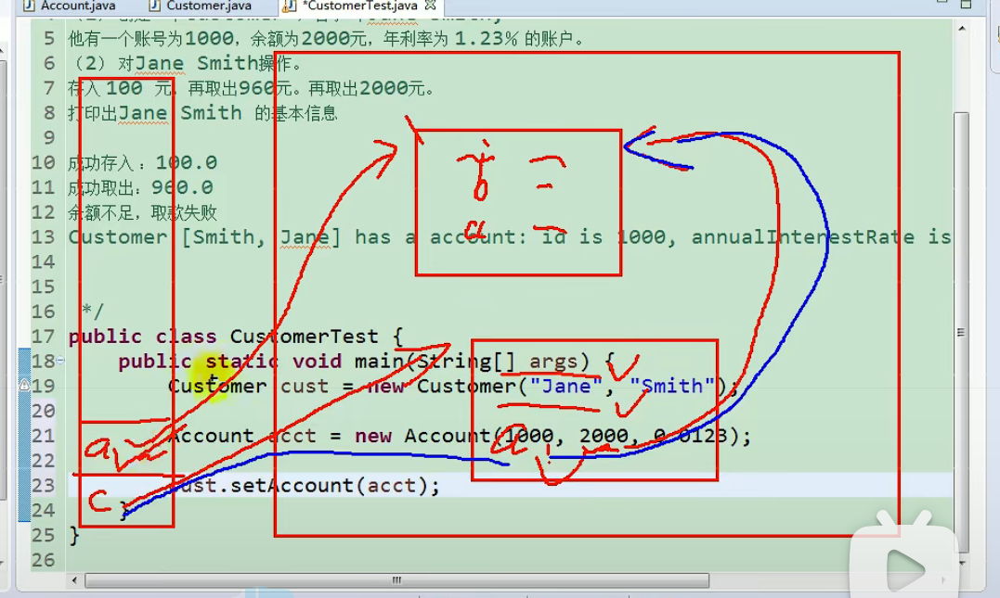 Account.java Customer.java *CustomerTest.java
5 他有一个账号为1000，余额为2000元，年利率为 1.23% 的账户。
6 （2）对Jane Smith操作。
7 存入 100 元，再取出960元。再取出2000元。
8 打印出Jane Smith 的基本信息
9
10 成功存入 ：100.0
11 成功取出：960.0
12 余额不足，取款失败
13 Customer [Smith, Jane] has a account: id is 1000, annualInterestRate is
14
15
16 */
17 public class CustomerTest {
18 public static void main(String[] args) {
19 Customer cust = new Customer("Jane", "Smith");
20
21 Account acct = new Account(1000, 2000, 0.0123);
22
23 cust.setAccount(acct);
24 }
25 }
26
a
c
a